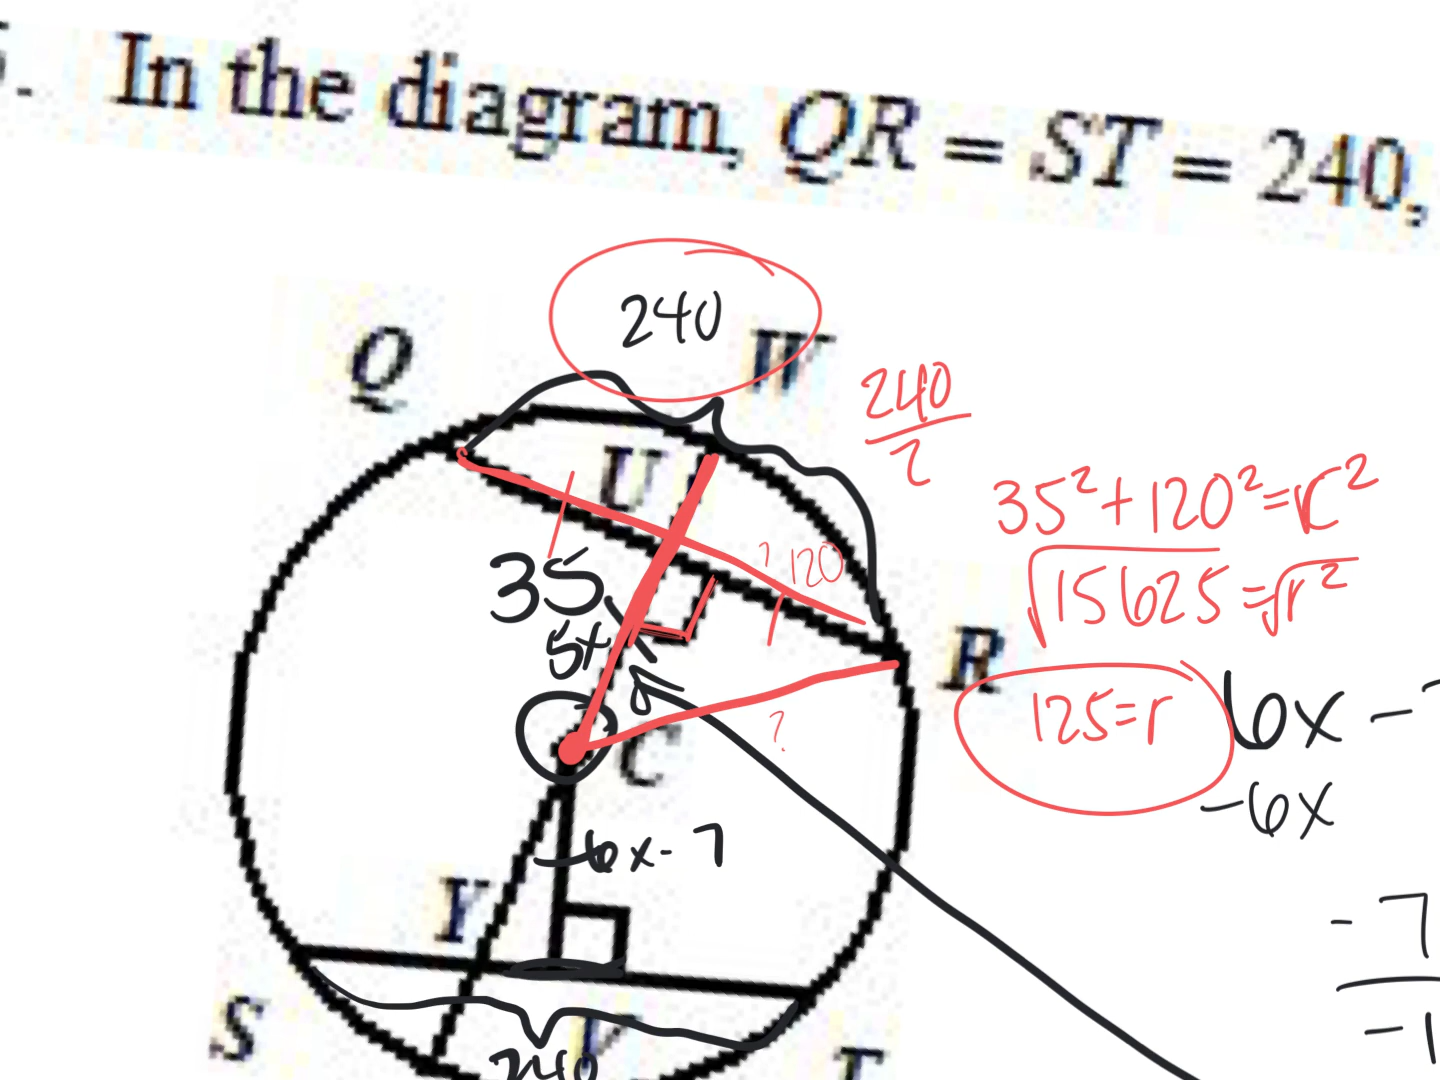 . In the diagram, QR = ST = 240,
240
Q
W
240
2
U
35² + 120² = r²
? 120
35
√15625 = √r²
5x
R
125 = r
6x -
?
C
- 6x
6x - 7
Y
- 7
S
V
T
- 1
240